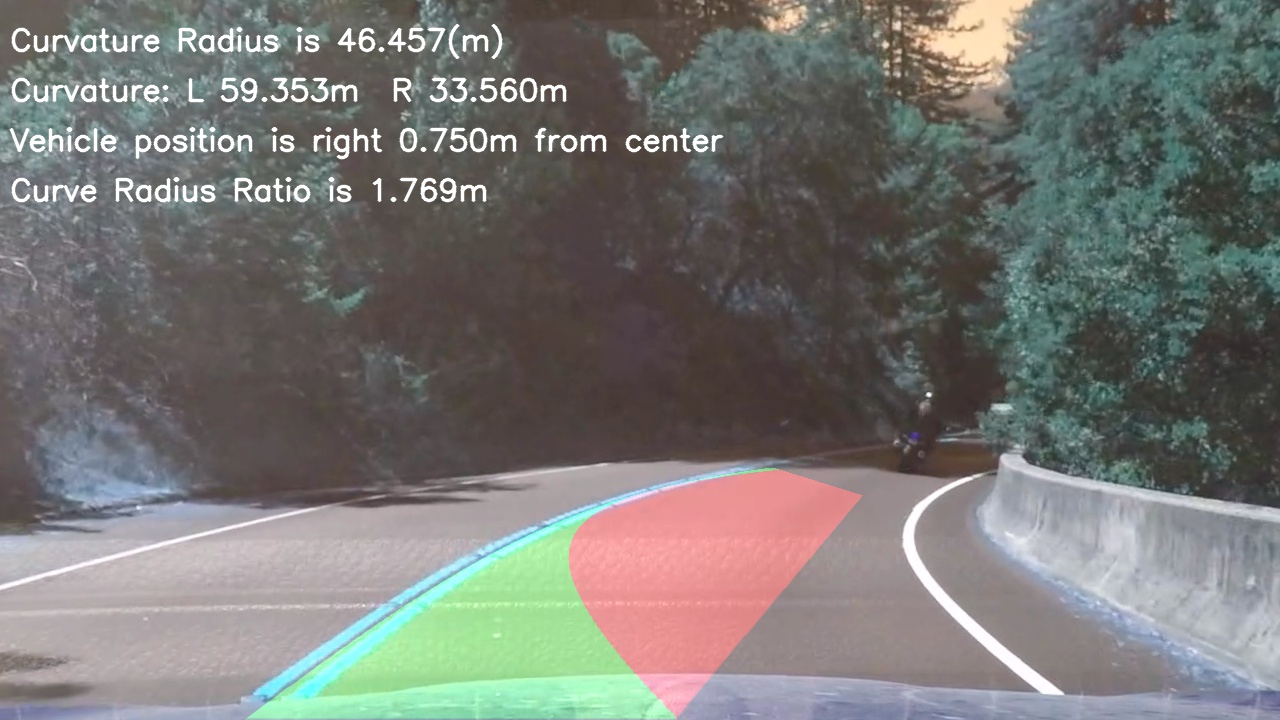 Curvature Radius is 46.457(m)
Curvature: L 59.353m R 33.560m
Vehicle position is right 0.750m from center
Curve Radius Ratio is 1.769m